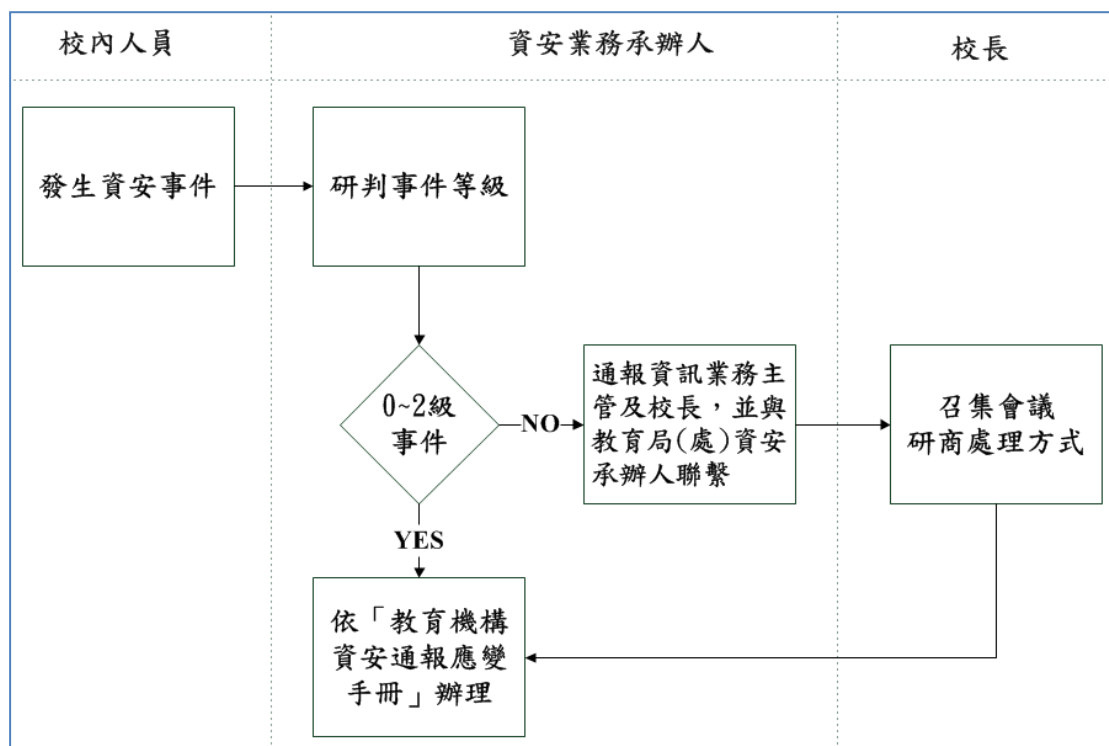 校內人員
資安業務承辦人
校長
發生資安事件
研判事件等級
0~2級
事件
NO
通報資訊業務主
管及校長，並與
教育局(處)資安
承辦人聯繫
召集會議
研商處理方式
YES
依「教育機構
資安通報應變
手冊」辦理